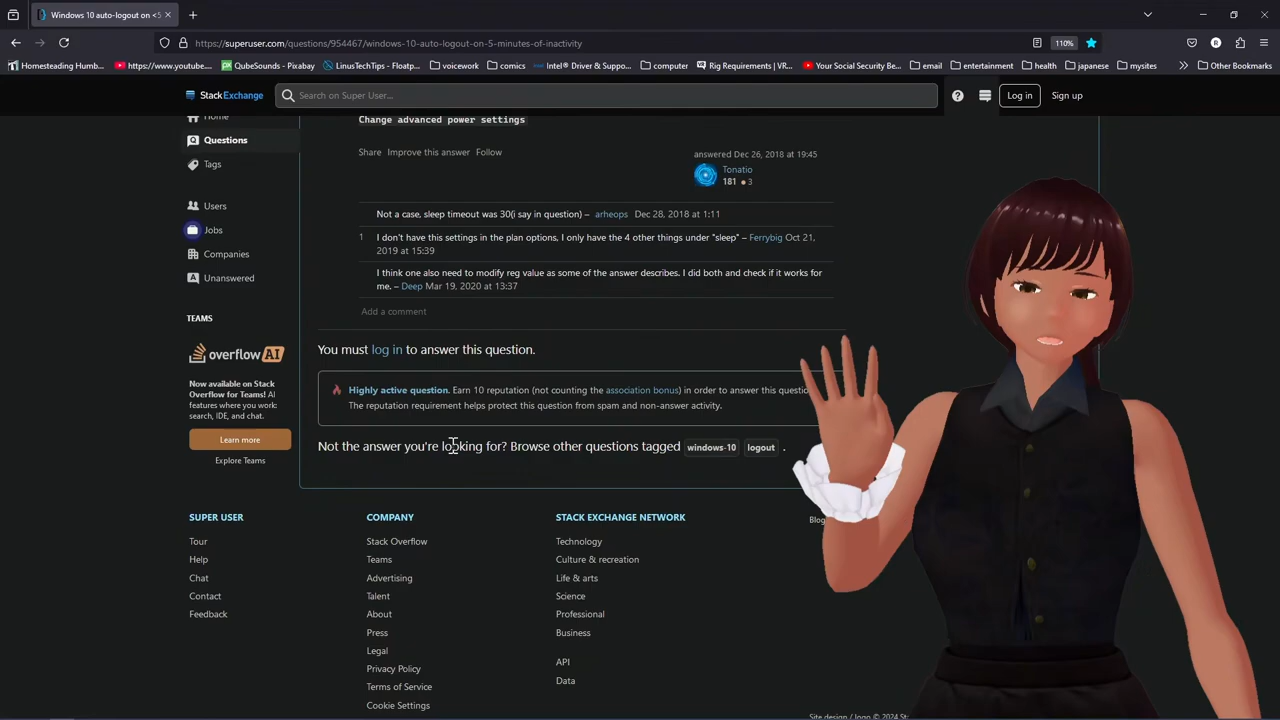 Windows 10 auto-logout on <5
https://superuser.com/questions/954467/windows-10-auto-logout-on-5-minutes-of-inactivity
110%
R
Homesteading Humb...
https://www.youtube....
QubeSounds - Pixabay
LinusTechTips - Floatp...
voicework
comics
Intel® Driver & Suppo...
computer
Rig Requirements | VR...
Your Social Security Be...
email
entertainment
health
japanese
mysites
Other Bookmarks
StackExchange
Search on Super User...
Log in
Sign up
Home
Questions
Tags
Users
Jobs
Companies
Unanswered
TEAMS
overflow AI
Now available on Stack
Overflow for Teams! AI
features where you work:
search, IDE, and chat.
Learn more
Explore Teams
Change advanced power settings
Share Improve this answer Follow
answered Dec 26, 2018 at 19:45
Tonatio
181 3
Not a case, sleep timeout was 30(i say in question) – arheops Dec 28, 2018 at 1:11
1 I don't have this settings in the plan options, I only have the 4 other things under "sleep" – Ferrybig Oct 21,
2019 at 15:39
I think one also need to modify reg value as some of the answer describes. I did both and check if it works for
me. – Deep Mar 19, 2020 at 13:37
Add a comment
You must log in to answer this question.
Highly active question. Earn 10 reputation (not counting the association bonus) in order to answer this questio
The reputation requirement helps protect this question from spam and non-answer activity.
Not the answer you're looking for? Browse other questions tagged windows-10 logout .
SUPER USER
Tour
Help
Chat
Contact
Feedback
COMPANY
Stack Overflow
Teams
Advertising
Talent
About
Press
Legal
Privacy Policy
Terms of Service
Cookie Settings
STACK EXCHANGE NETWORK
Technology
Culture & recreation
Life & arts
Science
Professional
Business
API
Data
Blog
Site design / logo © 2024 St